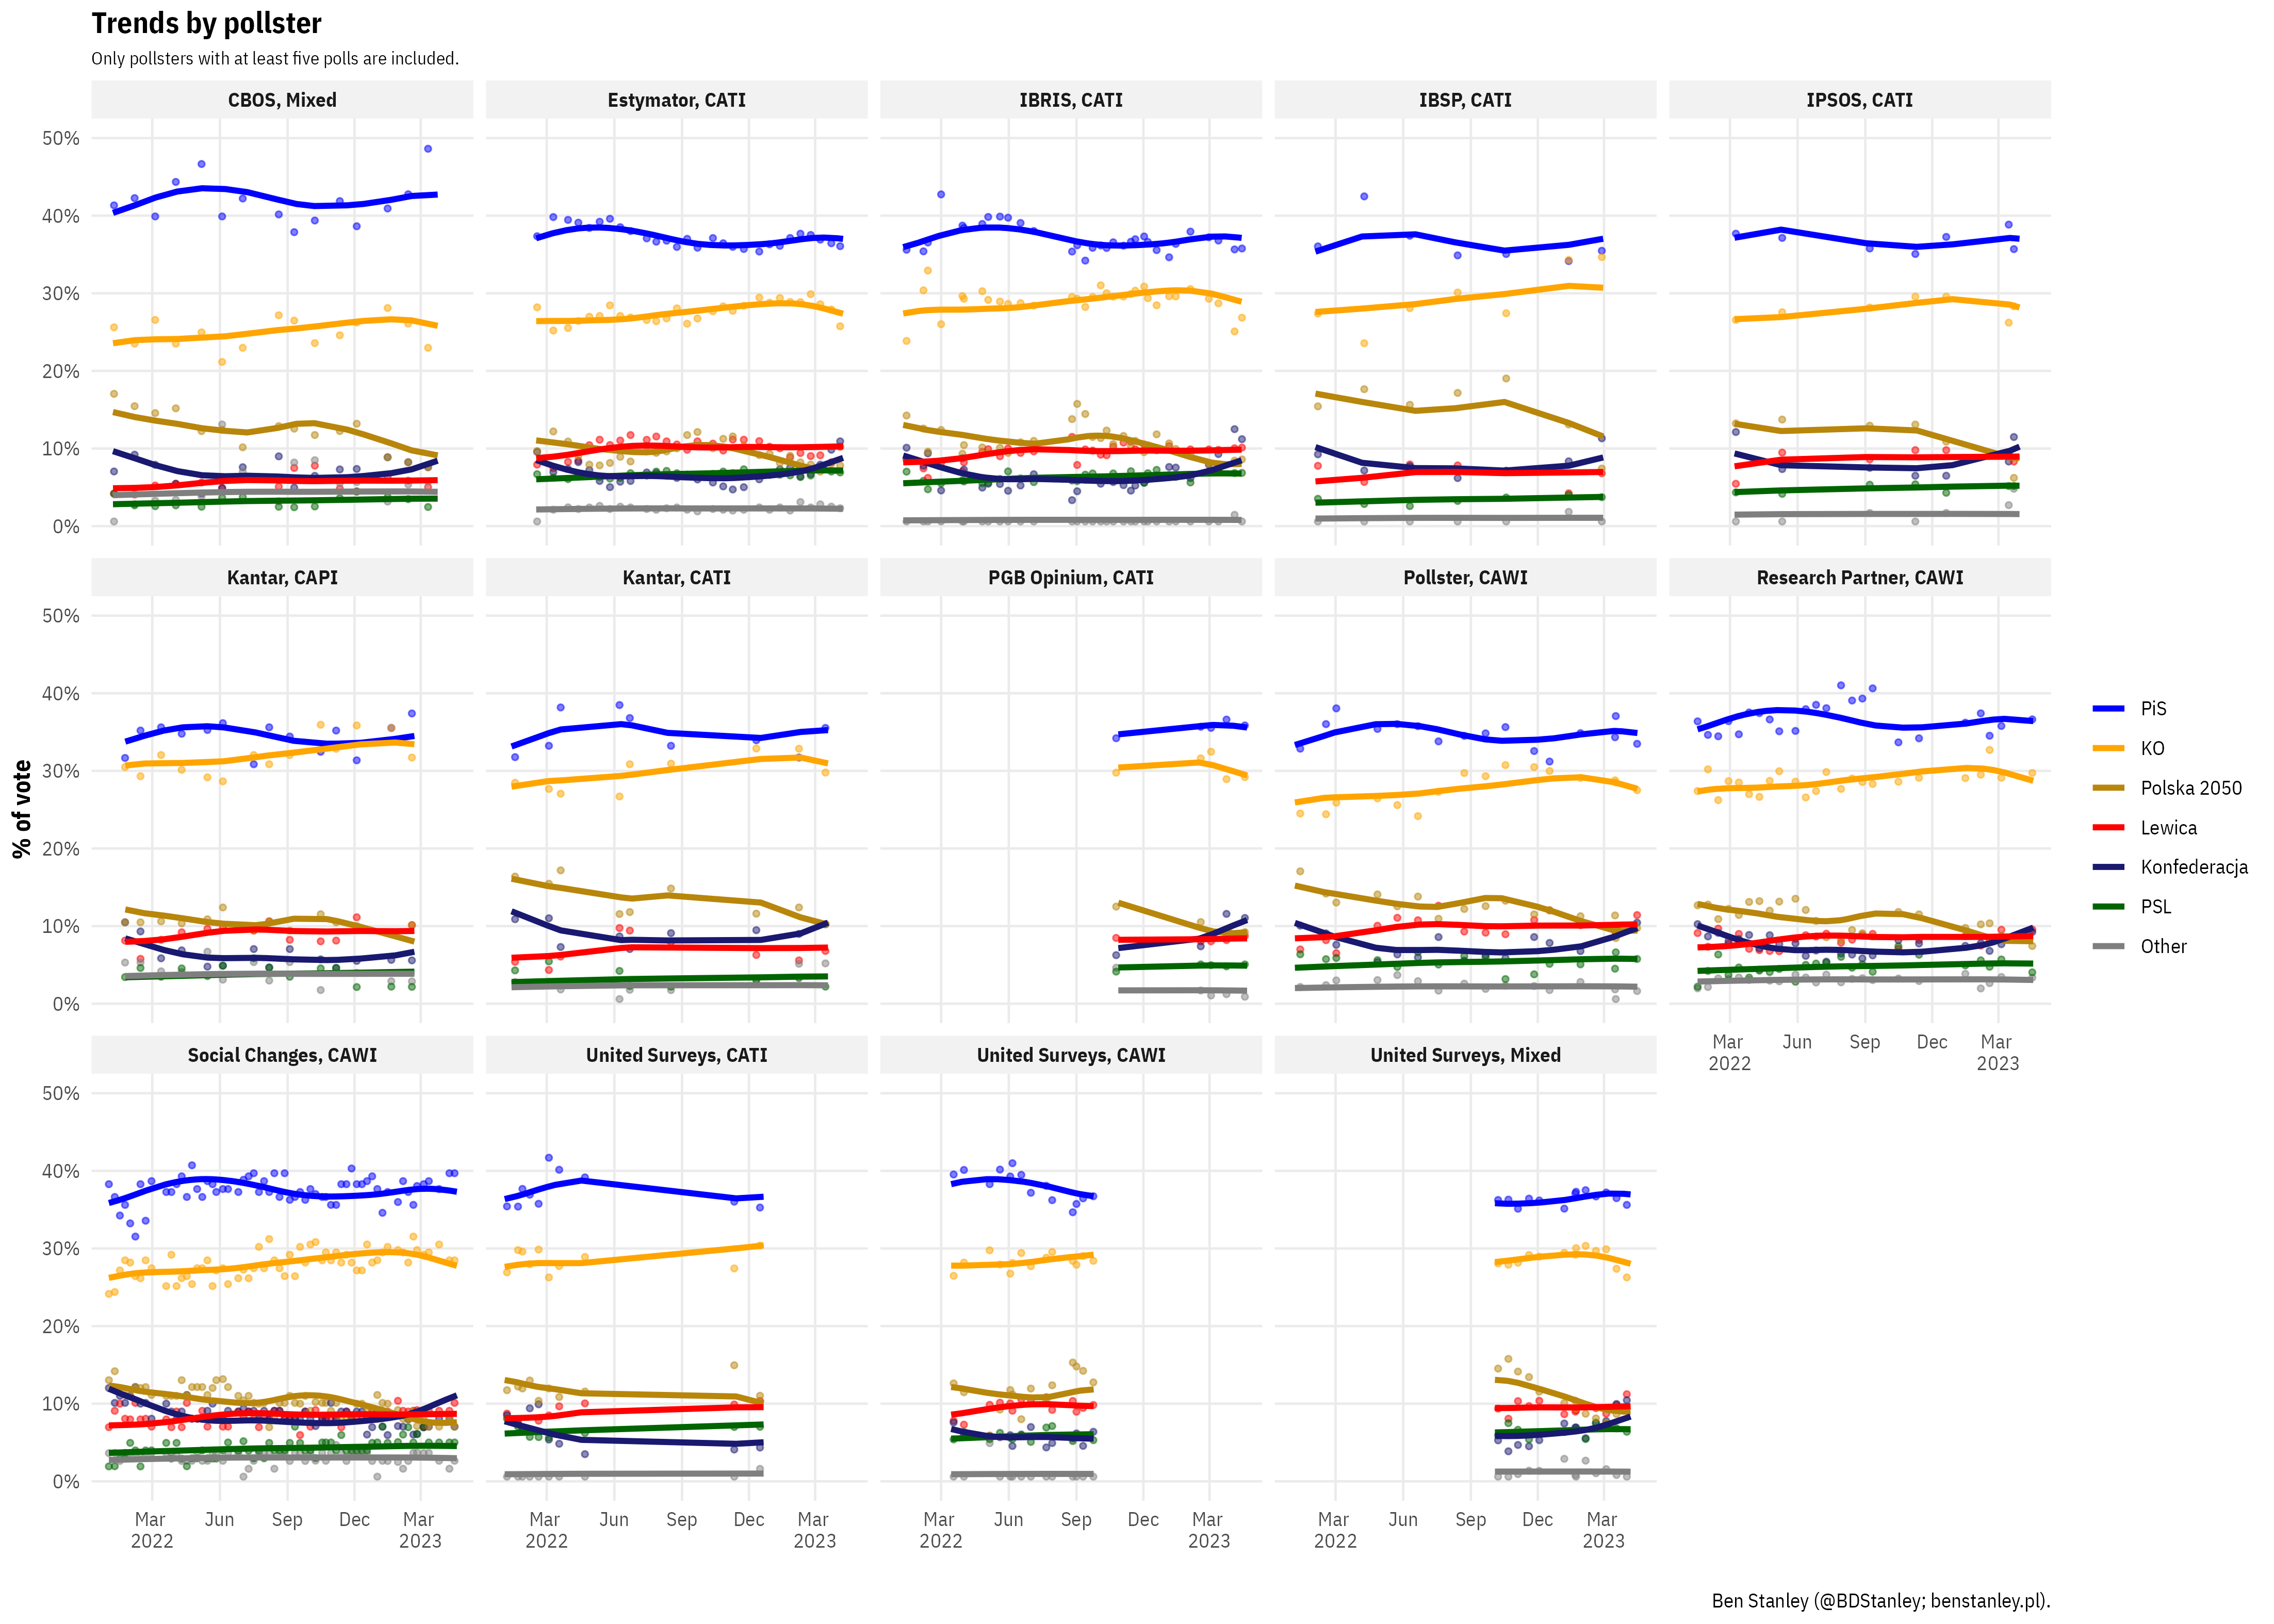 Trends by pollster
Only pollsters with at least five polls are included.
CBOS, Mixed
Estymator, CATI
IBRIS, CATI
IBSP, CATI
IPSOS, CATI
50%
40%
30%
20%
10%
0%
Kantar, CAPI
Kantar, CATI
PGB Opinium, CATI
Pollster, CAWI
Research Partner, CAWI
50%
40%
30%
20%
10%
0%
Mar Jun Sep Dec Mar
2022 2023
% of vote
PiS
KO
Polska 2050
Lewica
Konfederacja
PSL
Other
Social Changes, CAWI
United Surveys, CATI
United Surveys, CAWI
United Surveys, Mixed
50%
40%
30%
20%
10%
0%
Mar Jun Sep Dec Mar
2022 2023
Mar Jun Sep Dec Mar
2022 2023
Mar Jun Sep Dec Mar
2022 2023
Mar Jun Sep Dec Mar
2022 2023
Ben Stanley (@BDStanley; benstanley.pl).